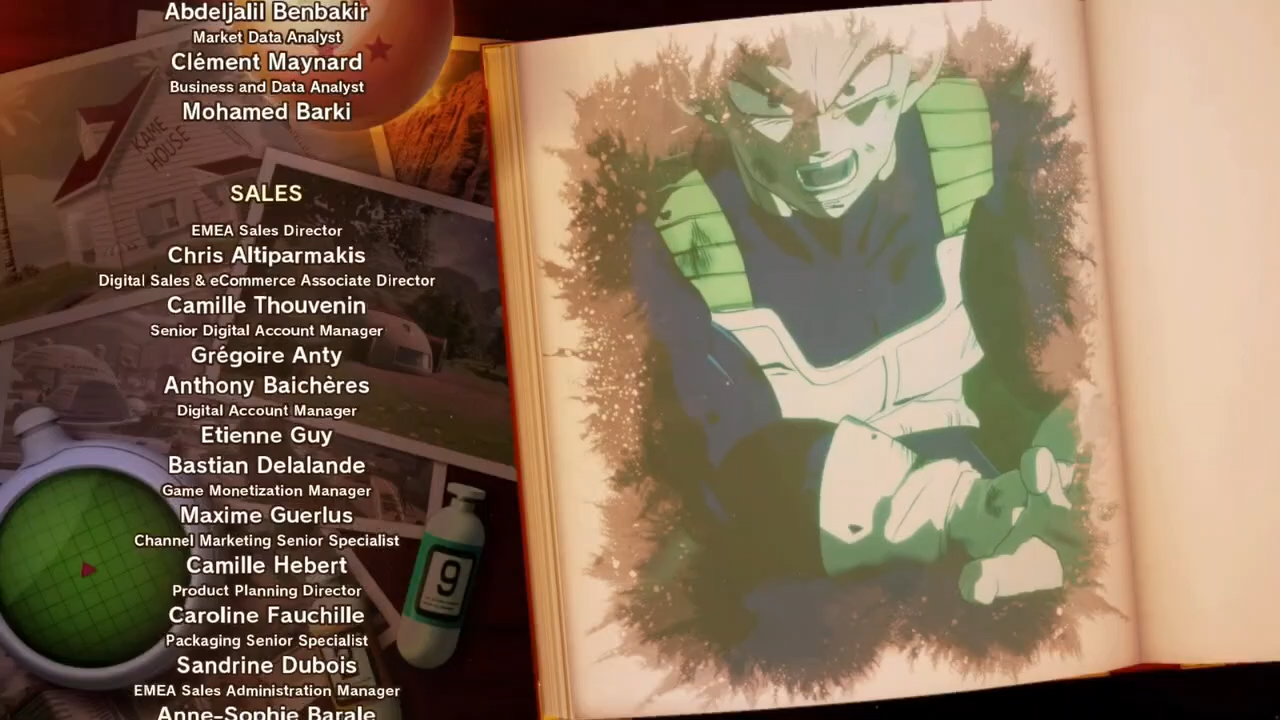 Abdeljalil Benbakir
Market Data Analyst
Clément Maynard
Business and Data Analyst
Mohamed Barki
KAME
HOUSE
SALES
EMEA Sales Director
Chris Altiparmakis
Digital Sales & eCommerce Associate Director
Camille Thouvenin
Senior Digital Account Manager
Grégoire Anty
Anthony Baichères
Digital Account Manager
Etienne Guy
Bastian Delalande
Game Monetization Manager
Maxime Guerlus
Channel Marketing Senior Specialist
Camille Hebert
Product Planning Director
Caroline Fauchille
Packaging Senior Specialist
Sandrine Dubois
EMEA Sales Administration Manager
Anne-Sophie Barale
9